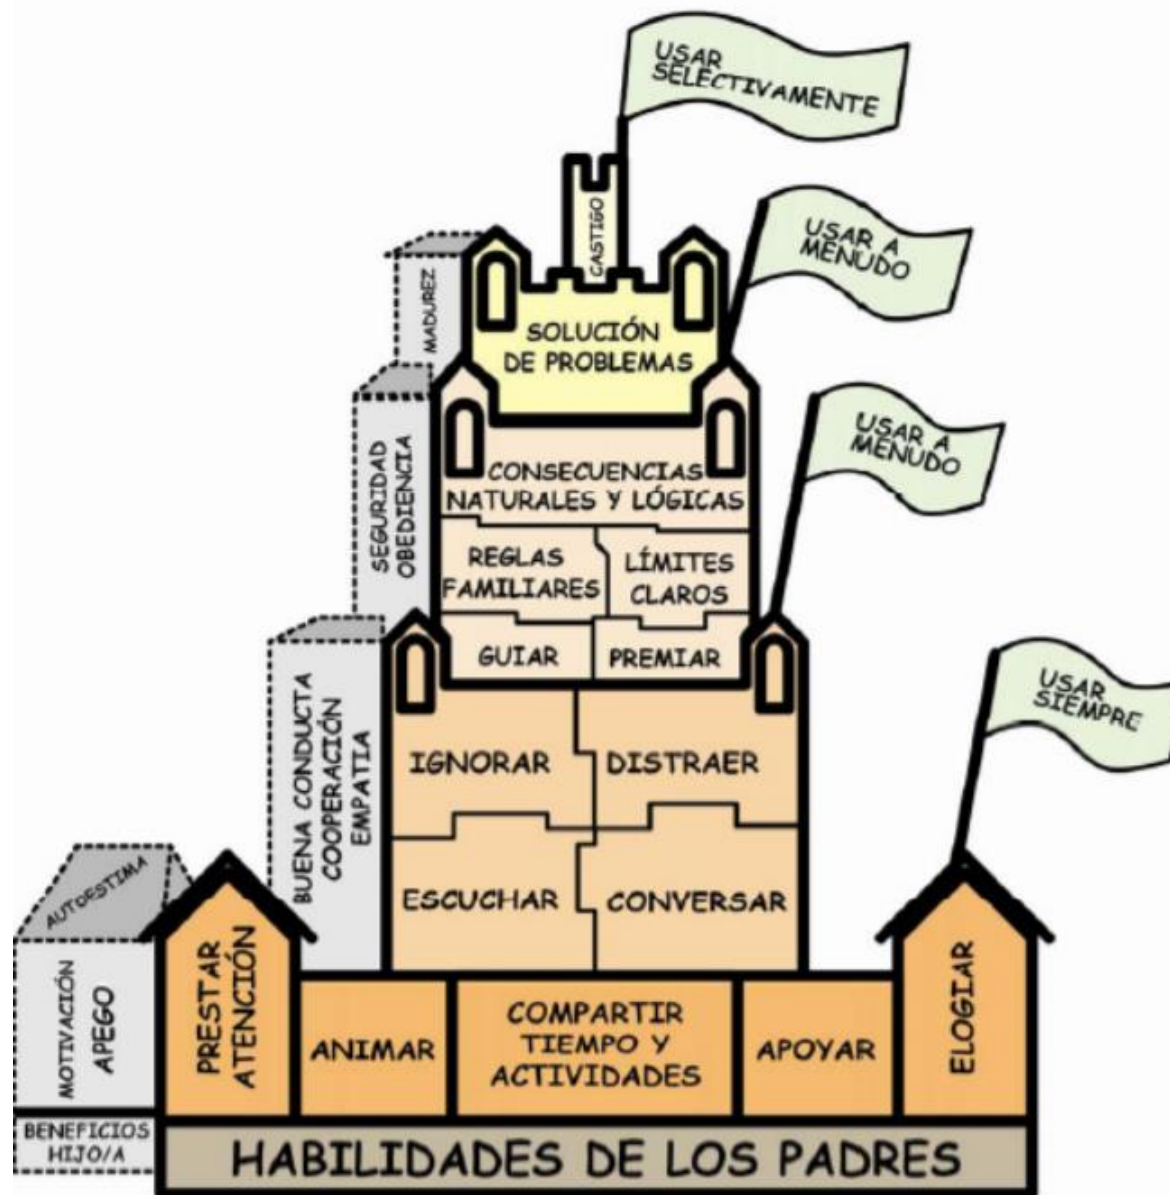 USAR
SELECTIVAMENTE
CASTIGO
USAR A
MENUDO
MADUREZ
SOLUCIÓN
DE PROBLEMAS
USAR A
MENUDO
SEGURIDAD
OBEDIENCIA
CONSECUENCIAS
NATURALES Y LÓGICAS
REGLAS
FAMILIARES
LÍMITES
CLAROS
GUIAR
PREMIAR
USAR
SIEMPRE
BUENA CONDUCTA
COOPERACIÓN
EMPATIA
IGNORAR
DISTRAER
ESCUCHAR
CONVERSAR
AUTOESTIMA
MOTIVACIÓN
APEGO
PRESTAR
ATENCIÓN
ANIMAR
COMPARTIR
TIEMPO Y
ACTIVIDADES
APOYAR
ELOGIAR
BENEFICIOS
HIJO/A
HABILIDADES DE LOS PADRES